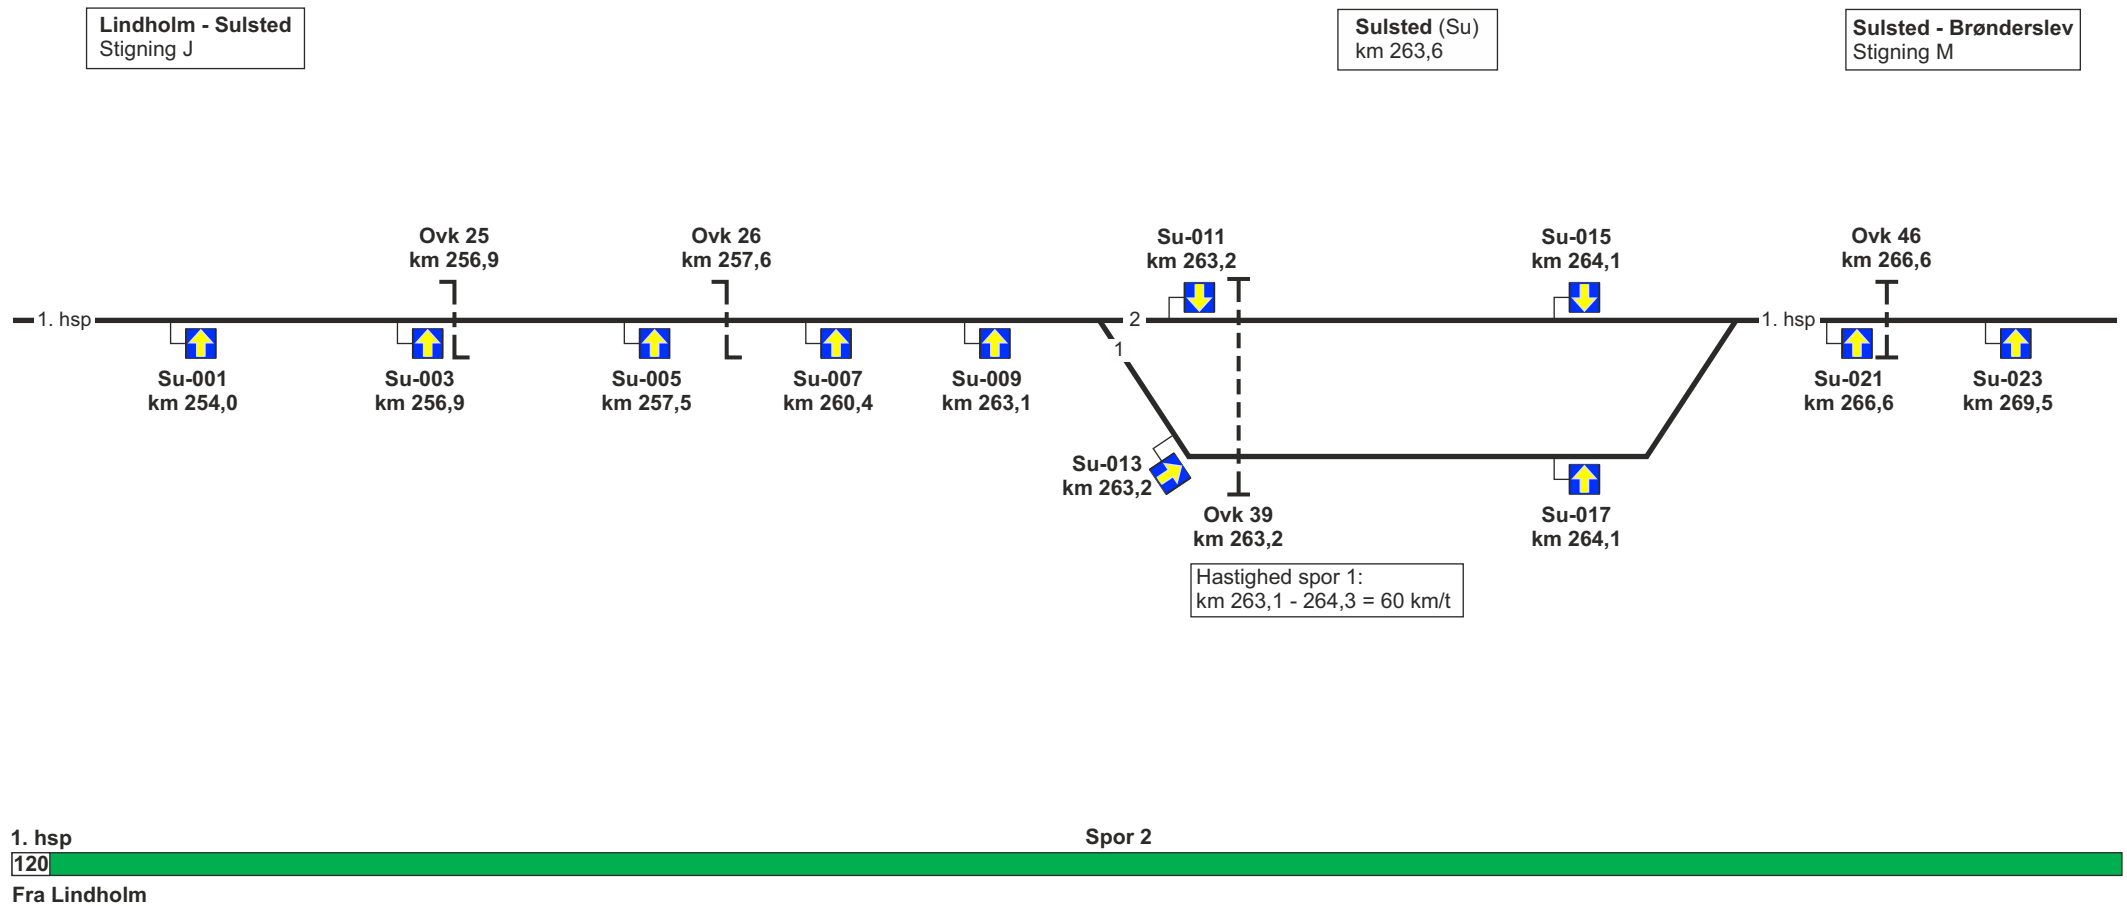 Lindholm - Sulsted
Stigning J
Sulsted (Su)
km 263,6
Sulsted - Brønderslev
Stigning M
Ovk 25
km 256,9
Ovk 26
km 257,6
Su-011
km 263,2
Su-015
km 264,1
Ovk 46
km 266,6
1. hsp
2
1. hsp
1
Su-001
km 254,0
Su-003
km 256,9
Su-005
km 257,5
Su-007
km 260,4
Su-009
km 263,1
Su-021
km 266,6
Su-023
km 269,5
Su-013
km 263,2
Ovk 39
km 263,2
Su-017
km 264,1
Hastighed spor 1:
km 263,1 - 264,3 = 60 km/t
1. hsp
Spor 2
120
Fra Lindholm